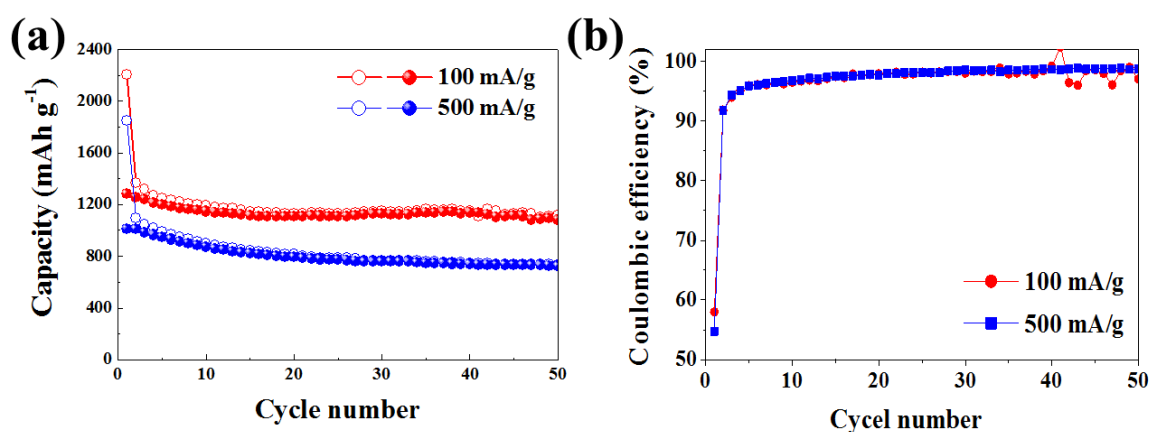 (a)
2400
2000
1600
1200
800
400
0
Capacity (mAh g-1)
100 mA/g
500 mA/g
0 10 20 30 40 50
Cycle number
(b)
100
90
80
70
60
50
Coulombic efficiency (%)
100 mA/g
500 mA/g
0 10 20 30 40 50
Cycel number